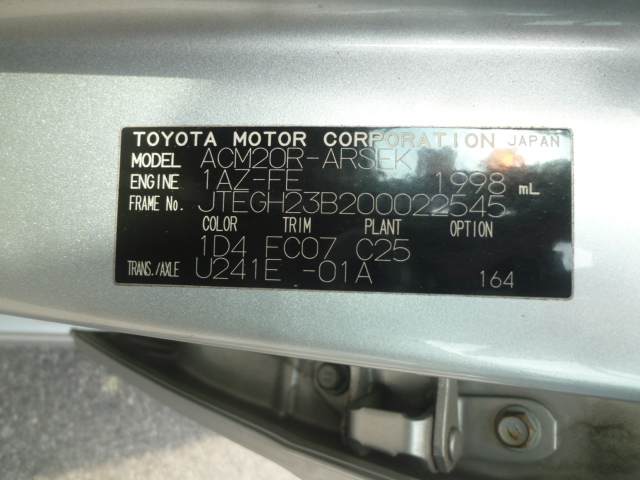 TOYOTA MOTOR CORPORATION JAPAN
MODEL ACM20R-ARSEK
ENGINE 1AZ-FE 1998 mL
FRAME No. JTEGH23B200022545
COLOR TRIM PLANT OPTION
1D4 FC07 C25
TRANS./AXLE U241E -01A 164